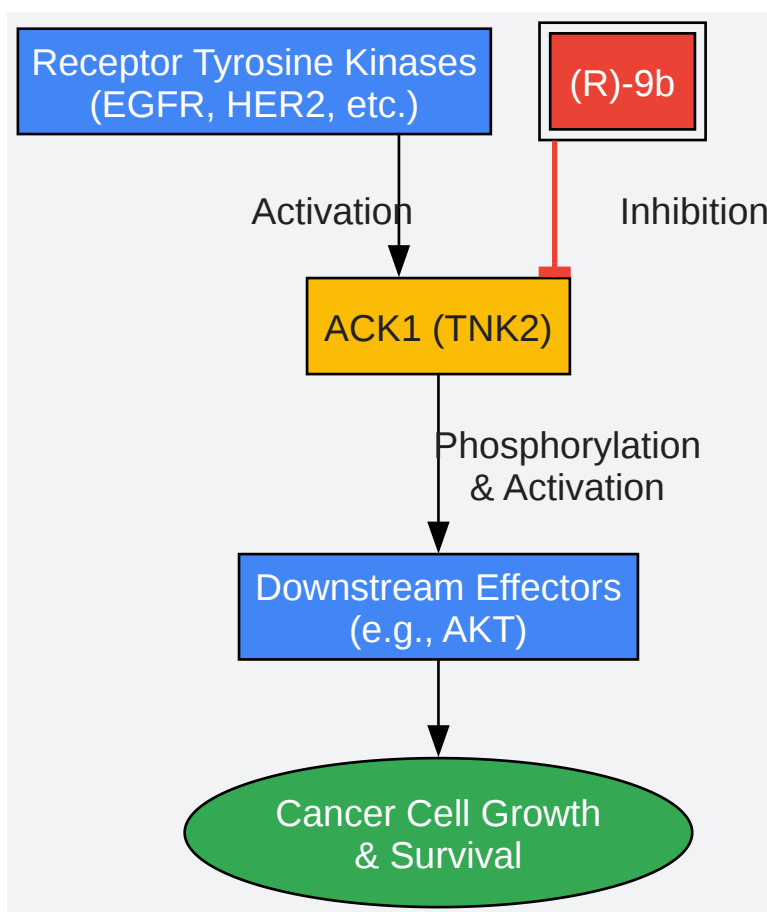 Receptor Tyrosine Kinases
(EGFR, HER2, etc.)
(R)-9b
Activation
Inhibition
ACK1 (TNK2)
Phosphorylation
& Activation
Downstream Effectors
(e.g., AKT)
Cancer Cell Growth
& Survival